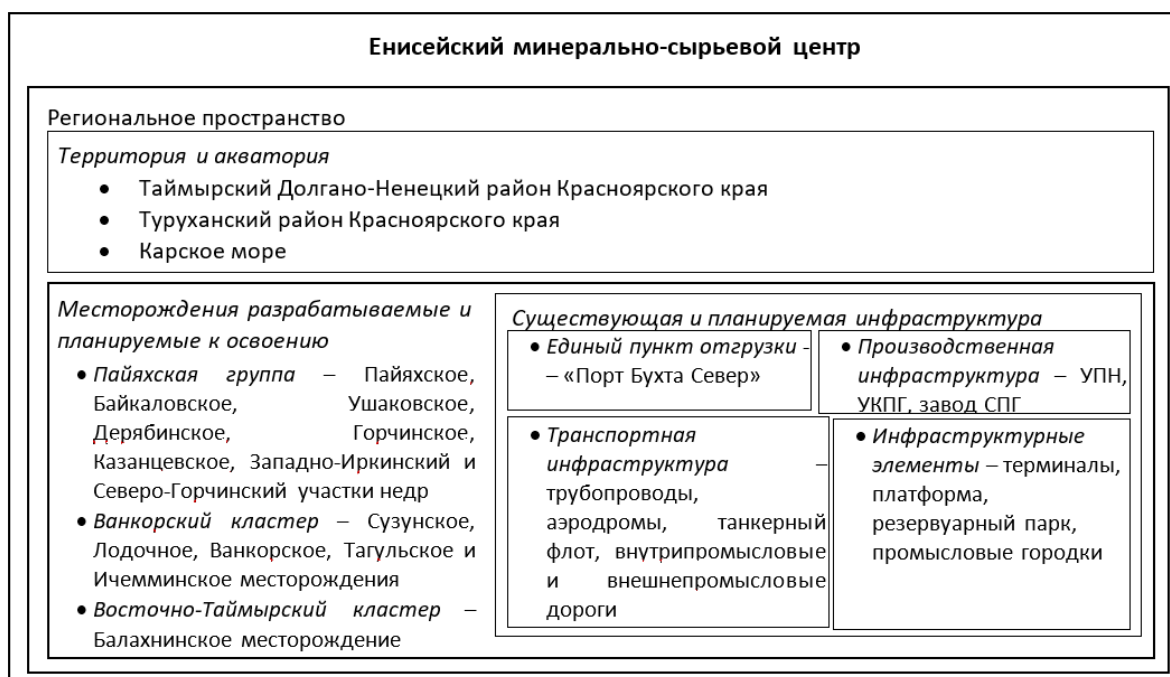 Енисейский минерально-сырьевой центр
Региональное пространство
Территория и акватория
• Таймырский Долгано-Ненецкий район Красноярского края
• Туруханский район Красноярского края
• Карское море
Месторождения разрабатываемые и
планируемые к освоению
• Пайяхская группа – Пайяхское,
Байкаловское, Ушаковское,
Дерябинское, Горчинское,
Казанцевское, Западно-Иркинский и
Северо-Горчинский участки недр
• Ванкорский кластер – Сузунское,
Лодочное, Ванкорское, Тагульское и
Ичемминское месторождения
• Восточно-Таймырский кластер –
Балахнинское месторождение
Существующая и планируемая инфраструктура
• Единый пункт отгрузки -
– «Порт Бухта Север»
• Производственная
инфраструктура – УПН,
УКПГ, завод СПГ
• Транспортная
инфраструктура –
трубопроводы,
аэродромы, танкерный
флот, внутрипромысловые
и внешнепромысловые
дороги
• Инфраструктурные
элементы – терминалы,
платформа,
резервуарный парк,
промысловые городки